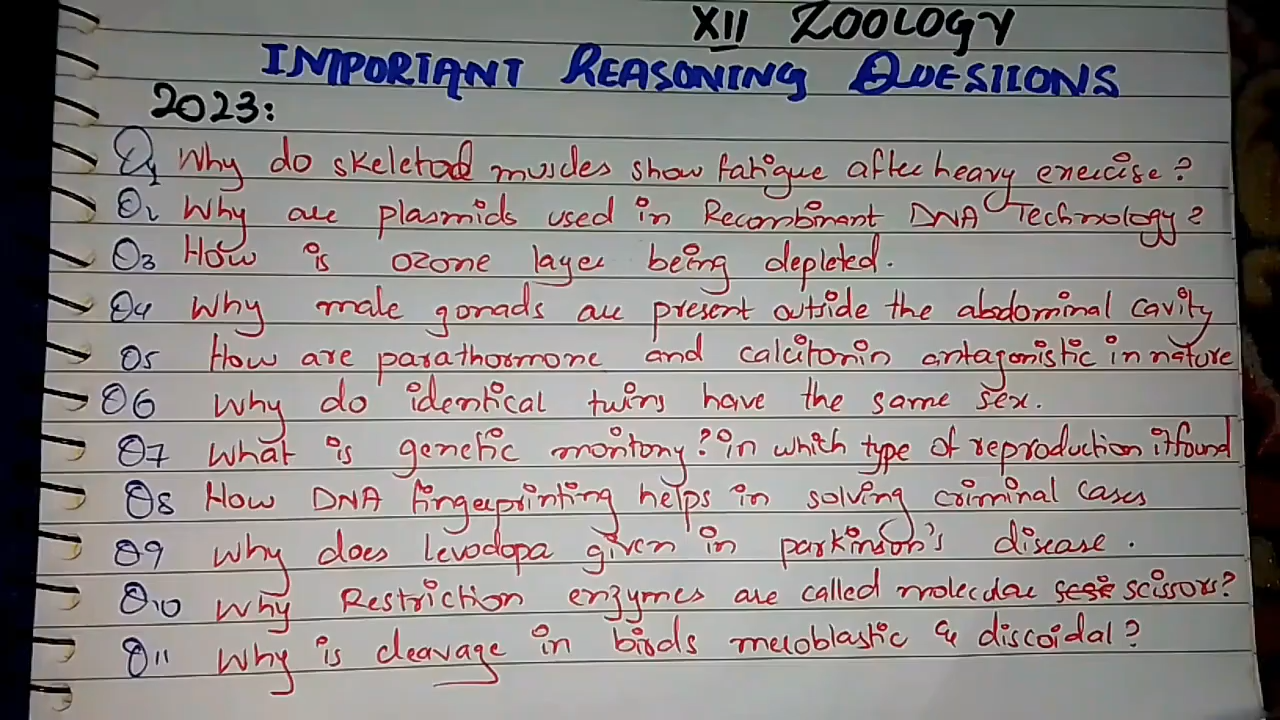 XII ZOOLOGY
IMPORTANT REASONING QUESTIONS
2023:
Q1 Why do skeletal muscles show fatigue after heavy exercise?
Q2 Why are plasmids used in Recombinant DNA Technology?
Q3 How is ozone layer being depleted.
Q4 Why male gonads are present outside the abdominal cavity
Q5 How are parathormone and calcitonin antagonistic in nature
Q6 Why do identical twins have the same sex.
Q7 What is genetic montony? in which type of reproduction it found
Q8 How DNA fingerprinting helps in solving criminal cases
Q9 Why does levodopa given in parkinson's disease.
Q10 Why Restriction enzymes are called molecular scissors?
Q11 Why is cleavage in birds meroblastic & discoidal?